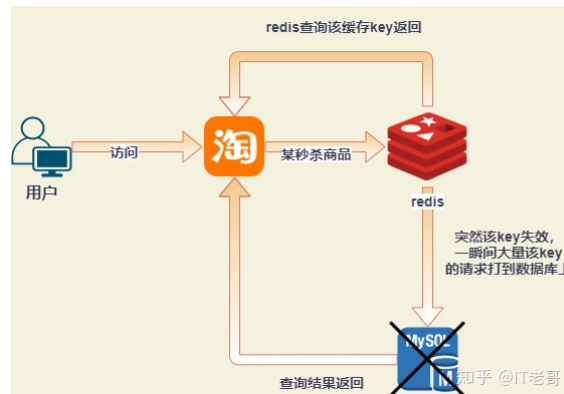 redis查询该缓存key返回
淘
访问
某秒杀商品
用户
redis
突然该key失效,
一瞬间大量该key
的请求打到数据库上
MySQL
M
查询结果返回
知乎 @IT老哥